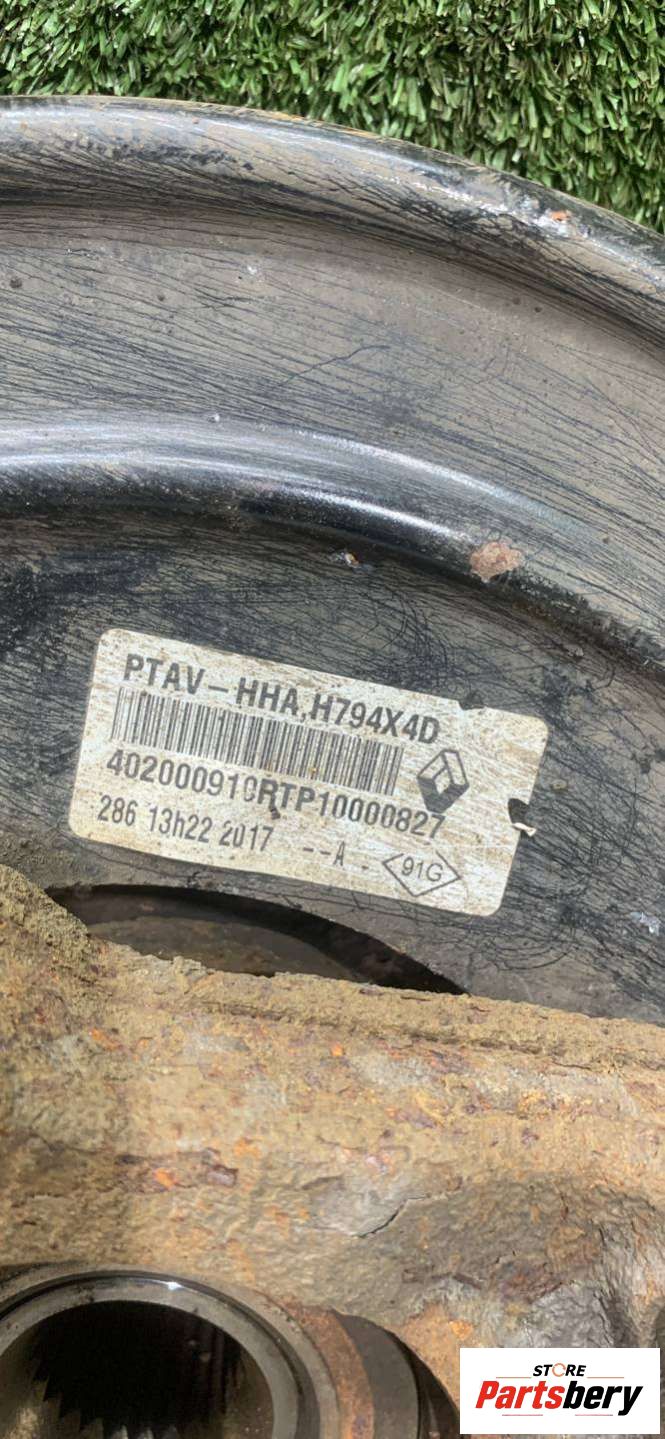 PTAV-HHA,H794X4D
402000910RTP10000827
286 13h22 2017 --A-
91G
STORE
Partsbery